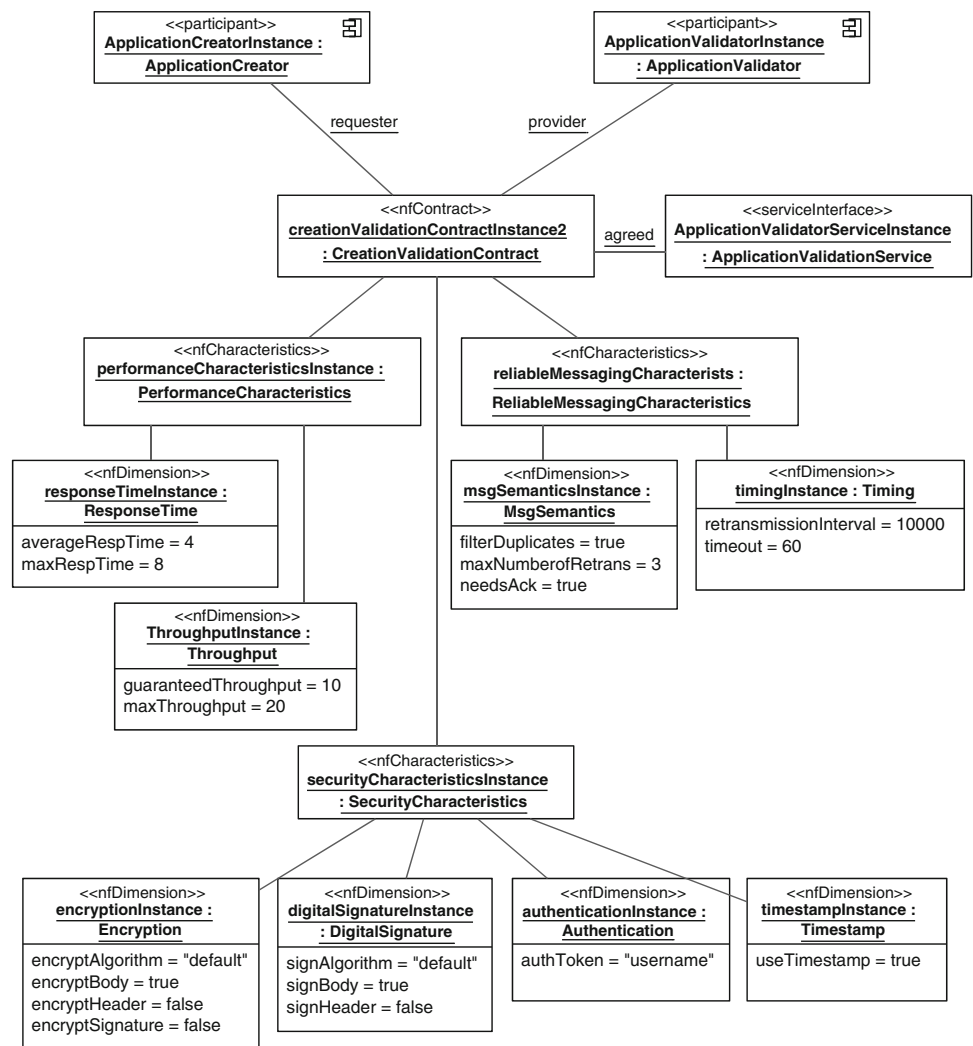 <<participant>>
ApplicationCreatorInstance :
ApplicationCreator
<<participant>>
ApplicationValidatorInstance
: ApplicationValidator
requester
provider
<<nfContract>>
creationValidationContractInstance2
: CreationValidationContract
agreed
<<serviceInterface>>
ApplicationValidatorServiceInstance
: ApplicationValidationService
<<nfCharacteristics>>
performanceCharacteristicsInstance :
PerformanceCharacteristics
<<nfCharacteristics>>
reliableMessagingCharacterists :
ReliableMessagingCharacteristics
<<nfDimension>>
responseTimeInstance :
ResponseTime
averageRespTime = 4
maxRespTime = 8
<<nfDimension>>
msgSemanticsInstance :
MsgSemantics
filterDuplicates = true
maxNumberofRetrans = 3
needsAck = true
<<nfDimension>>
timingInstance : Timing
retransmissionInterval = 10000
timeout = 60
<<nfDimension>>
ThroughputInstance :
Throughput
guaranteedThroughput = 10
maxThroughput = 20
<<nfCharacteristics>>
securityCharacteristicsInstance
: SecurityCharacteristics
<<nfDimension>>
encryptionInstance :
Encryption
encryptAlgorithm = "default"
encryptBody = true
encryptHeader = false
encryptSignature = false
<<nfDimension>>
digitalSignatureInstance
: DigitalSignature
signAlgorithm = "default"
signBody = true
signHeader = false
<<nfDimension>>
authenticationInstance :
Authentication
authToken = "username"
<<nfDimension>>
timestampInstance :
Timestamp
useTimestamp = true